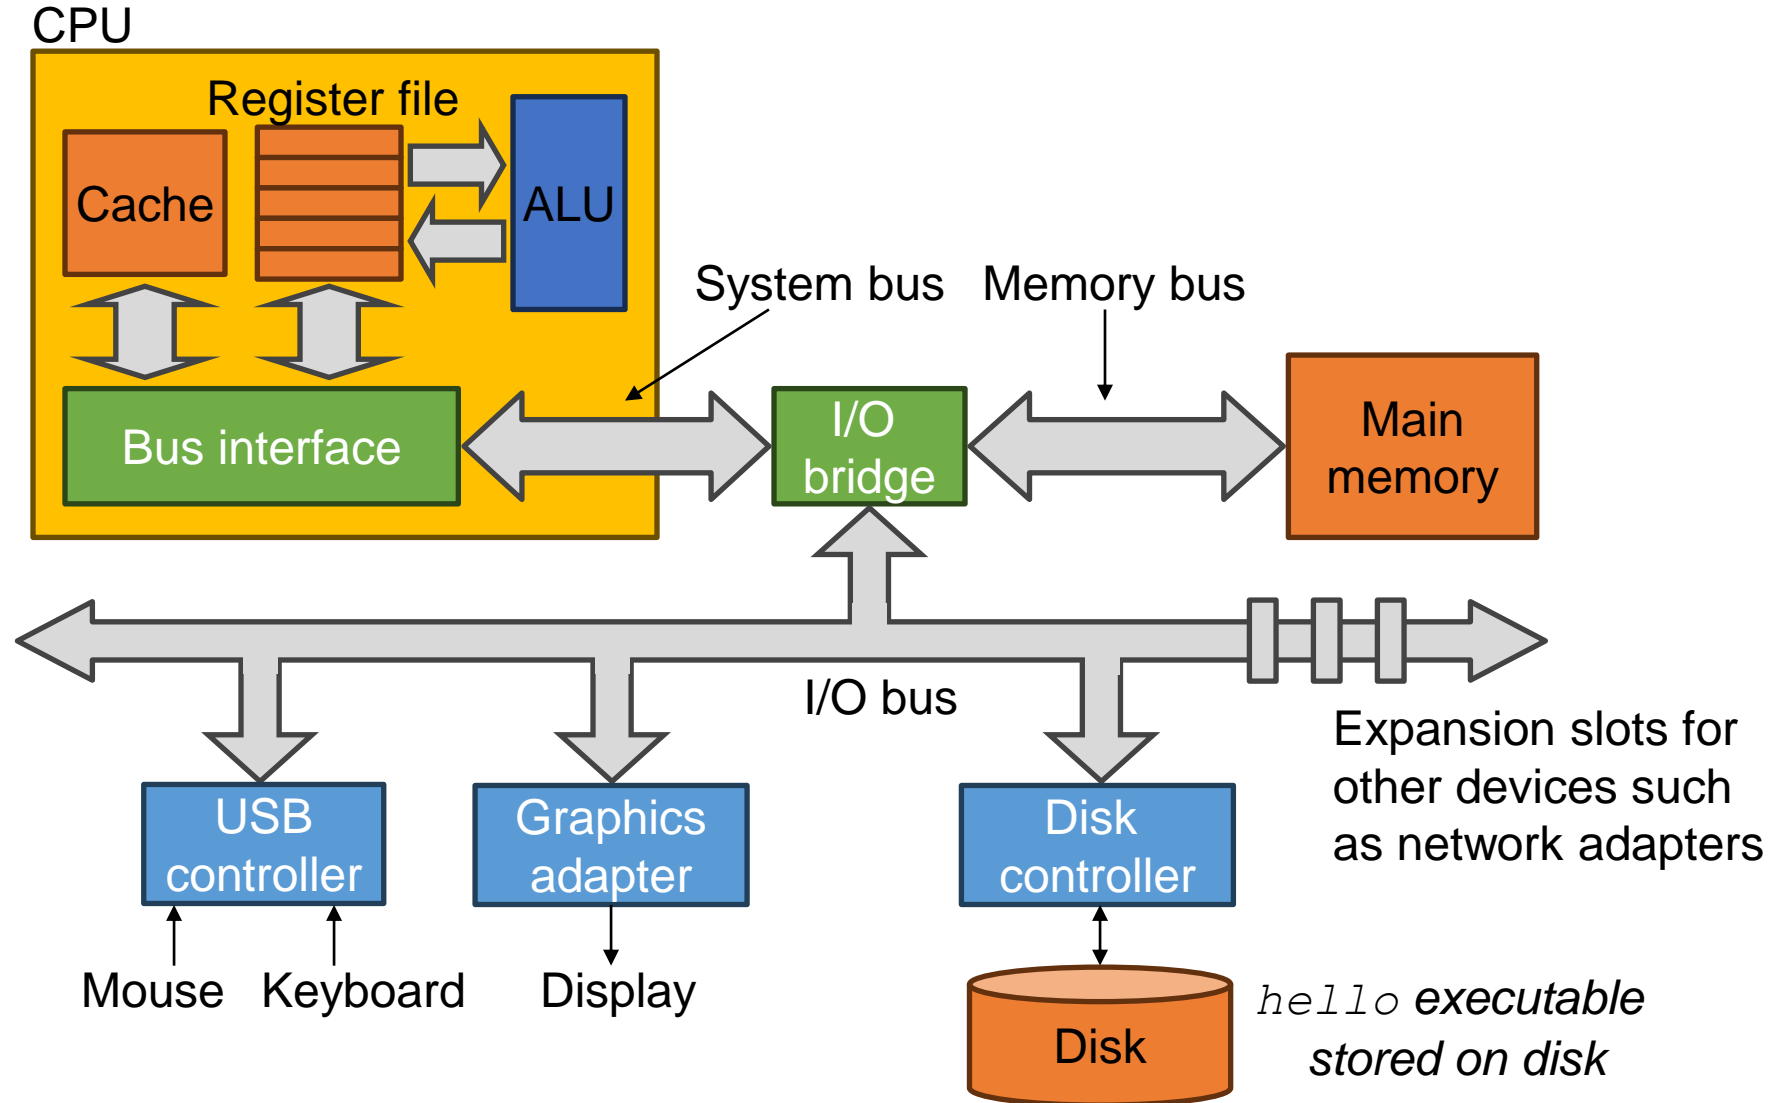 CPU
Register file
Cache
ALU
System bus
Memory bus
Bus interface
I/O
bridge
Main
memory
I/O bus
Expansion slots for
other devices such
as network adapters
USB
controller
Graphics
adapter
Disk
controller
Mouse
Keyboard
Display
Disk
hello executable
stored on disk